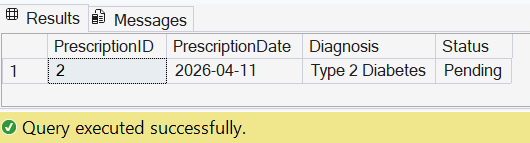 Results Messages
PrescriptionID PrescriptionDate Diagnosis Status
1 2 2026-04-11 Type 2 Diabetes Pending
Query executed successfully.